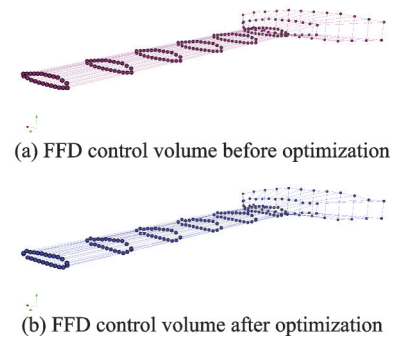 (a) FFD control volume before optimization
(b) FFD control volume after optimization